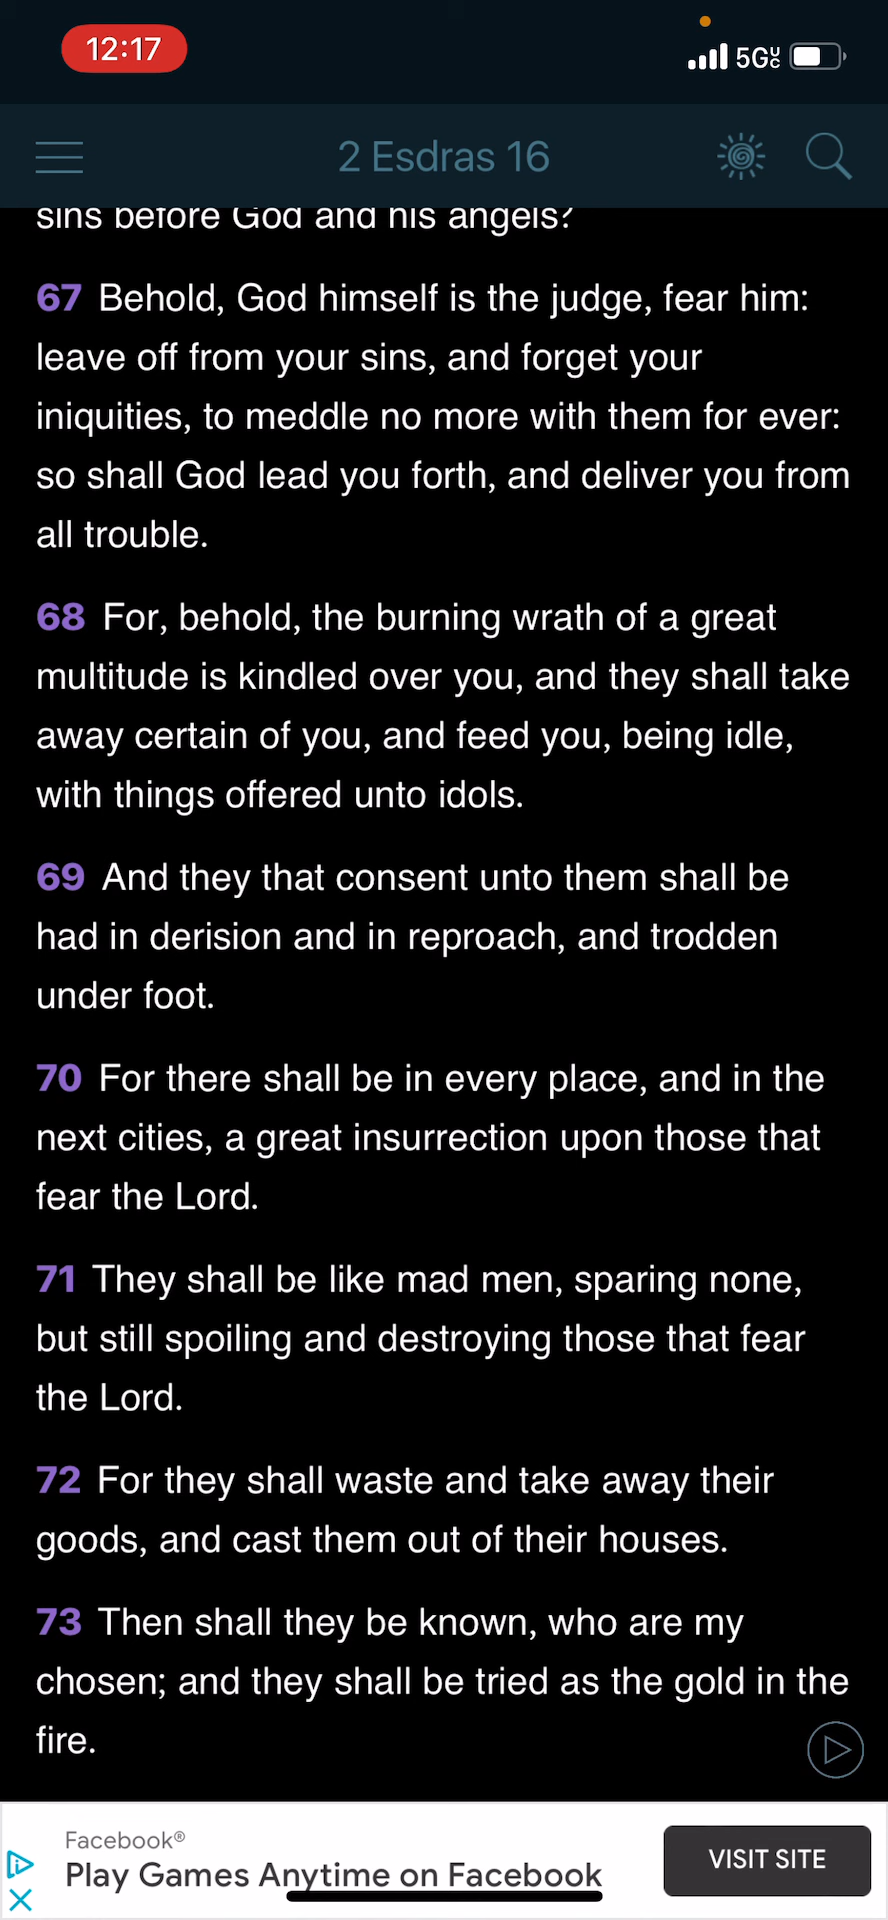 12:17
5GUC
2 Esdras 16
sins before God and his angels?
67 Behold, God himself is the judge, fear him:
leave off from your sins, and forget your
iniquities, to meddle no more with them for ever:
so shall God lead you forth, and deliver you from
all trouble.
68 For, behold, the burning wrath of a great
multitude is kindled over you, and they shall take
away certain of you, and feed you, being idle,
with things offered unto idols.
69 And they that consent unto them shall be
had in derision and in reproach, and trodden
under foot.
70 For there shall be in every place, and in the
next cities, a great insurrection upon those that
fear the Lord.
71 They shall be like mad men, sparing none,
but still spoiling and destroying those that fear
the Lord.
72 For they shall waste and take away their
goods, and cast them out of their houses.
73 Then shall they be known, who are my
chosen; and they shall be tried as the gold in the
fire.
Facebook®
Play Games Anytime on Facebook
VISIT SITE